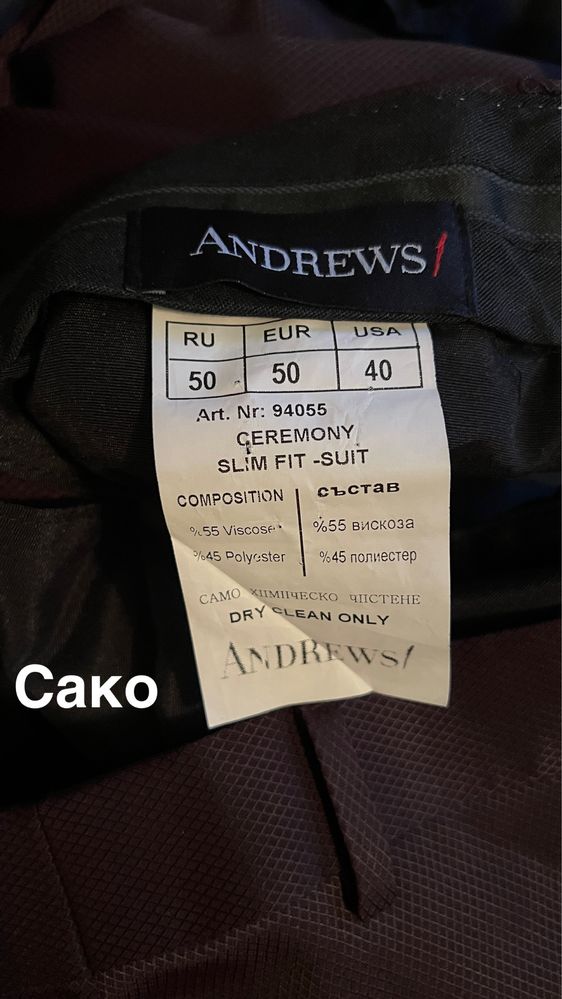 ANDREWS/
RU EUR USA
50 50 40
Art. Nr: 94055
CEREMONY
SLIM FIT -SUIT
COMPOSITION състав
%55 Viscose %55 вискоза
%45 Polyester %45 полиестер
САМО ХИМИЧЕСКО ЧИСТЕНЕ
DRY CLEAN ONLY
ANDREWS/
Сако